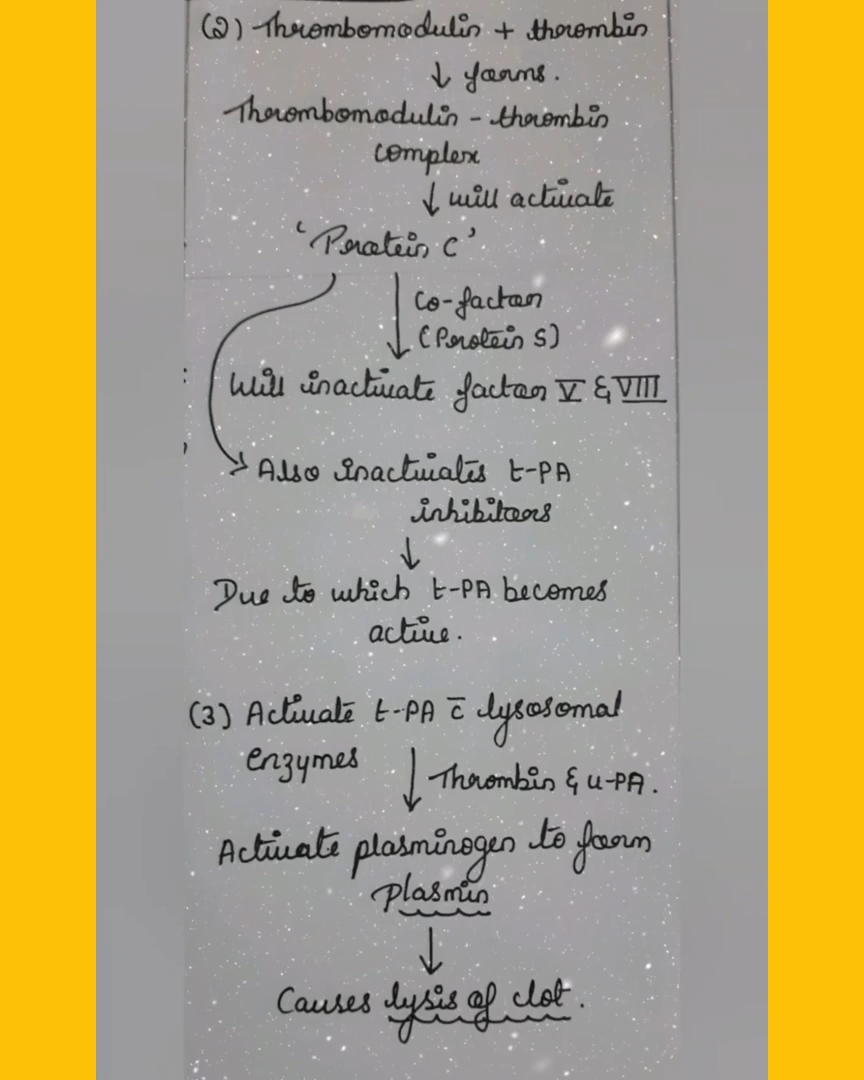 (2) Thrombomodulin + thrombin
↓ forms.
Thrombomodulin - thrombin
complex
↓ will activate
'Protein C'
Co-factor
(Protein S)
Will inactivate factor V & VIII
Also inactivates t-PA
inhibitors
↓
Due to which t-PA becomes
active.
(3) Activate t-PA c̄ lysosomal
enzymes
↓ Thrombin & u-PA.
Activate plasminogen to form
plasmin
↓
Causes lysis of clot.